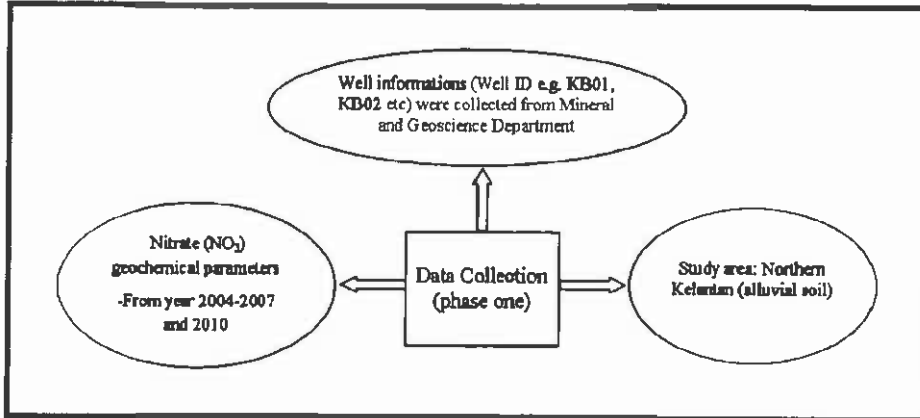 Well informations (Well ID e.g. KB01,
KB02 etc) were collected from Mineral
and Geoscience Department
Nitrate (NO₃)
geochemical parameters
-From year 2004-2007
and 2010
Data Collection
(phase one)
Study area: Northern
Kelantan (alluvial soil)